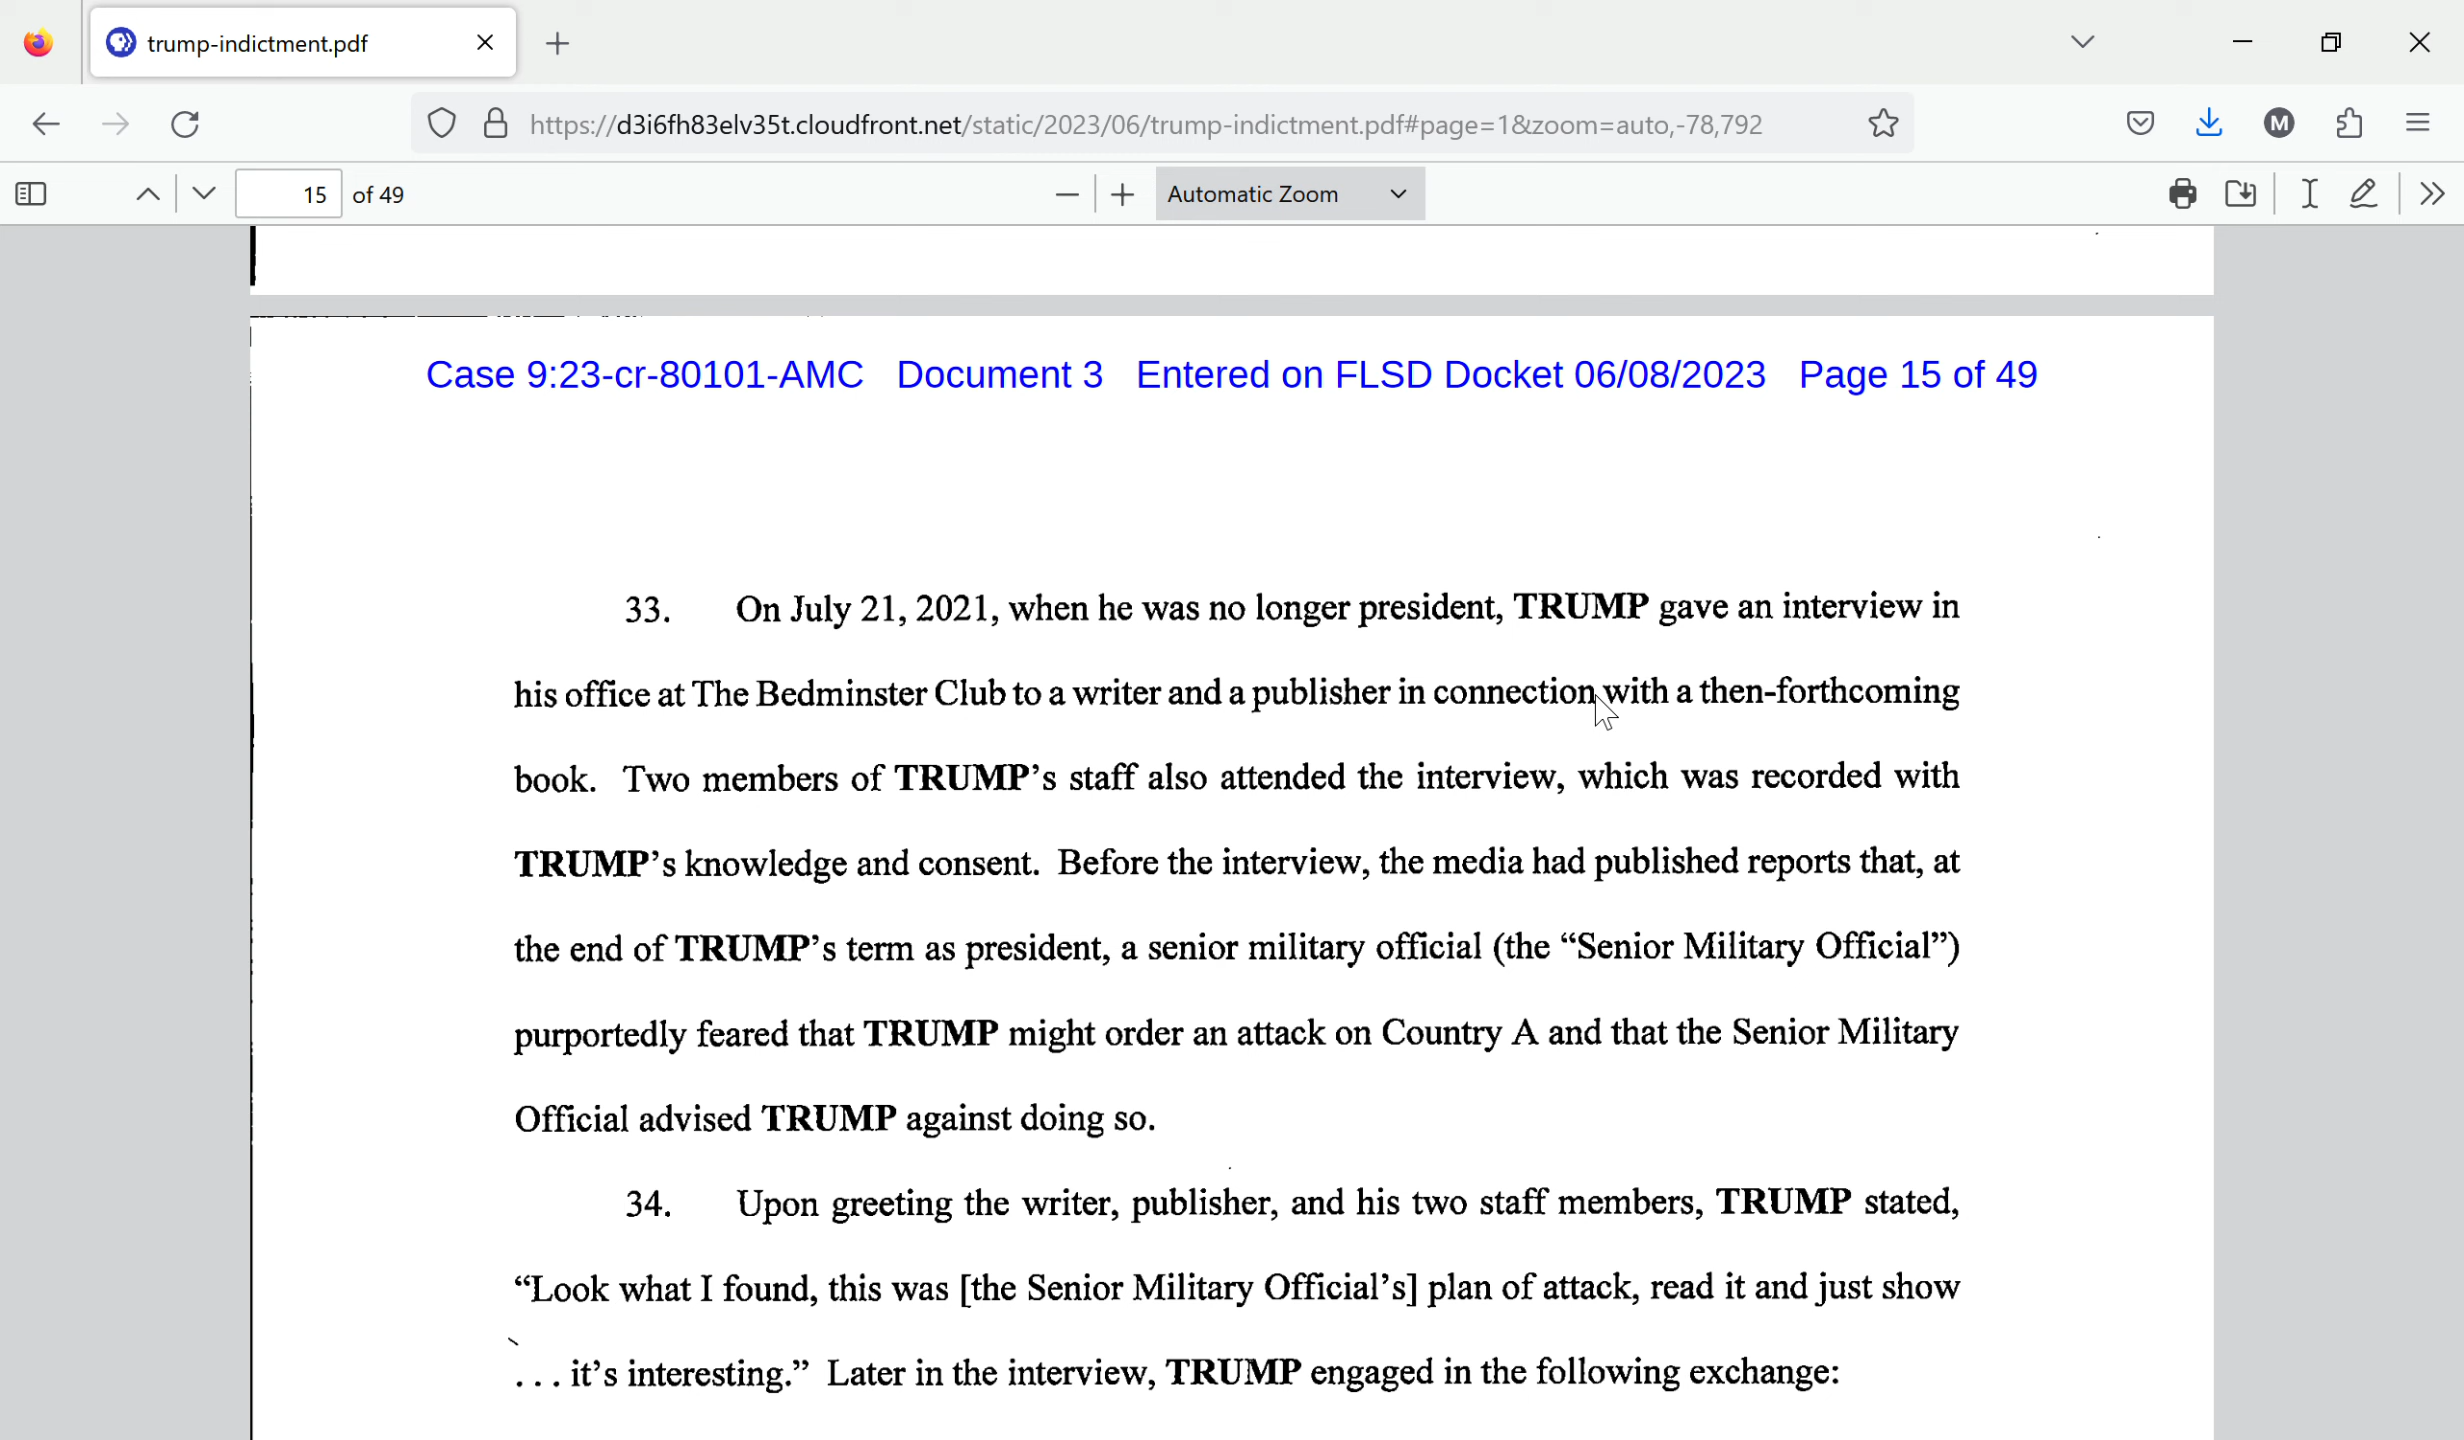 trump-indictment.pdf
https://d3i6fh83elv35t.cloudfront.net/static/2023/06/trump-indictment.pdf#page=1&zoom=auto,-78,792
M
15 of 49
Automatic Zoom
Case 9:23-cr-80101-AMC Document 3 Entered on FLSD Docket 06/08/2023 Page 15 of 49
33. On July 21, 2021, when he was no longer president, TRUMP gave an interview in
his office at The Bedminster Club to a writer and a publisher in connection with a then-forthcoming
book. Two members of TRUMP’s staff also attended the interview, which was recorded with
TRUMP’s knowledge and consent. Before the interview, the media had published reports that, at
the end of TRUMP’s term as president, a senior military official (the “Senior Military Official”)
purportedly feared that TRUMP might order an attack on Country A and that the Senior Military
Official advised TRUMP against doing so.
34. Upon greeting the writer, publisher, and his two staff members, TRUMP stated,
“Look what I found, this was [the Senior Military Official’s] plan of attack, read it and just show
. . . it’s interesting.” Later in the interview, TRUMP engaged in the following exchange: